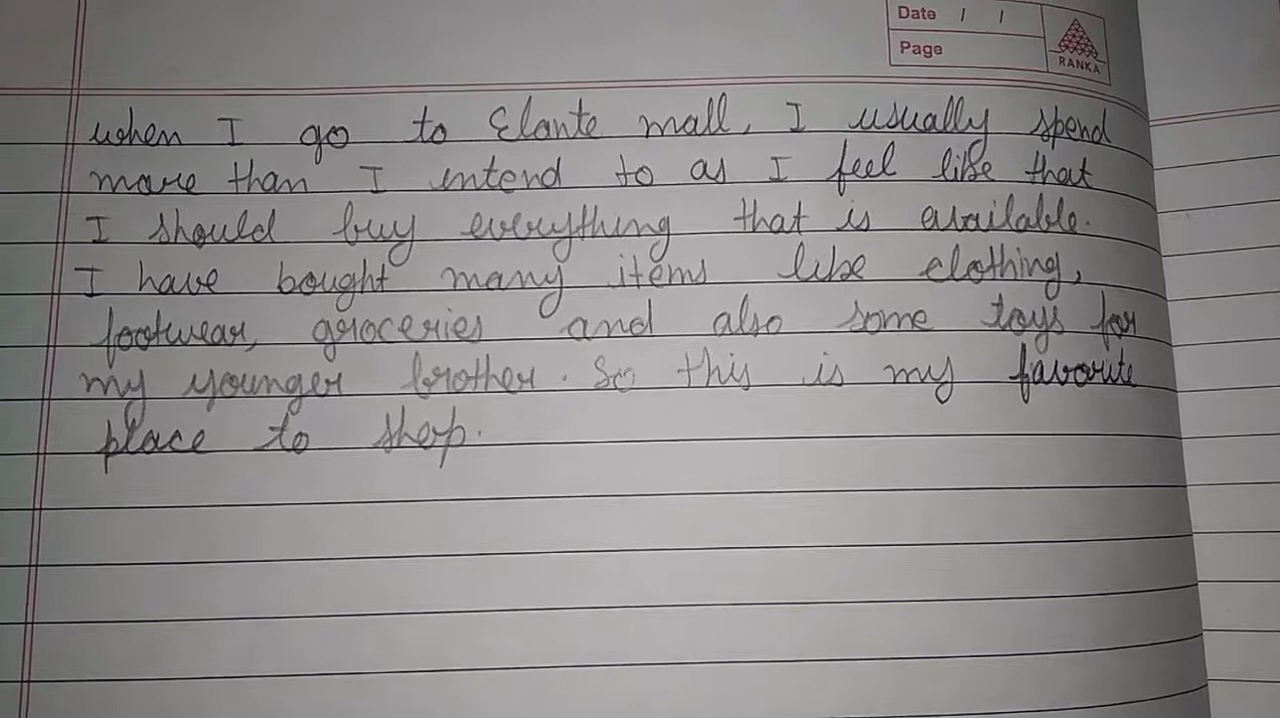 Date / /
Page
RANKA
when I go to Elante mall, I usually spend
more than I intend to as I feel like that
I should buy everything that is available.
I have bought many items like clothing,
footwear, groceries and also some toys for
my younger brother. So this is my favorite
place to shop.